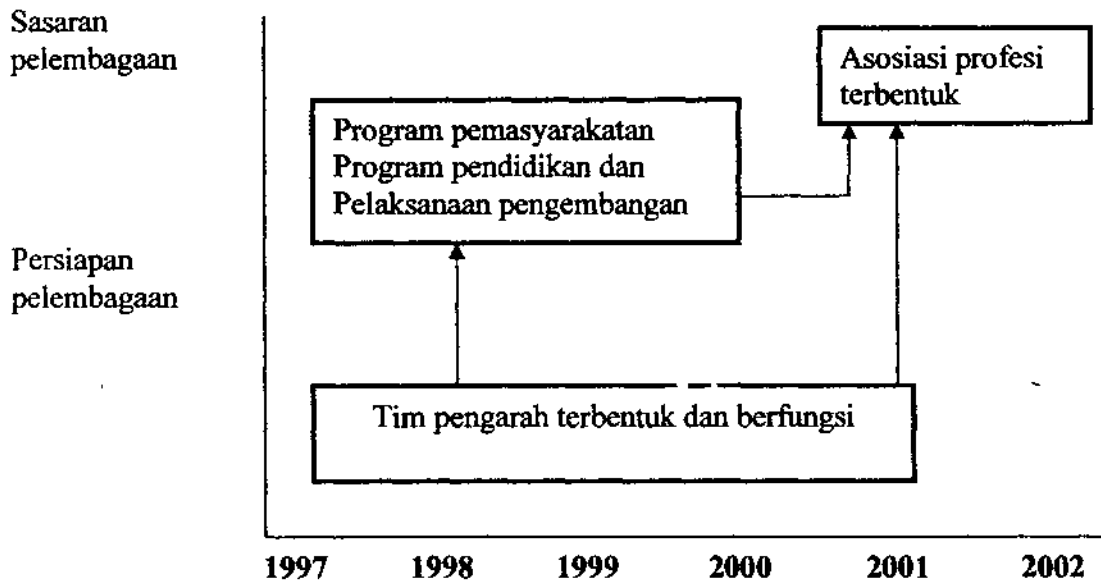 Sasaran
pelembagaan
Asosiasi profesi
terbentuk
Program pemasyarakatan
Program pendidikan dan
Pelaksanaan pengembangan
Persiapan
pelembagaan
Tim pengarah terbentuk dan berfungsi
1997 1998 1999 2000 2001 2002